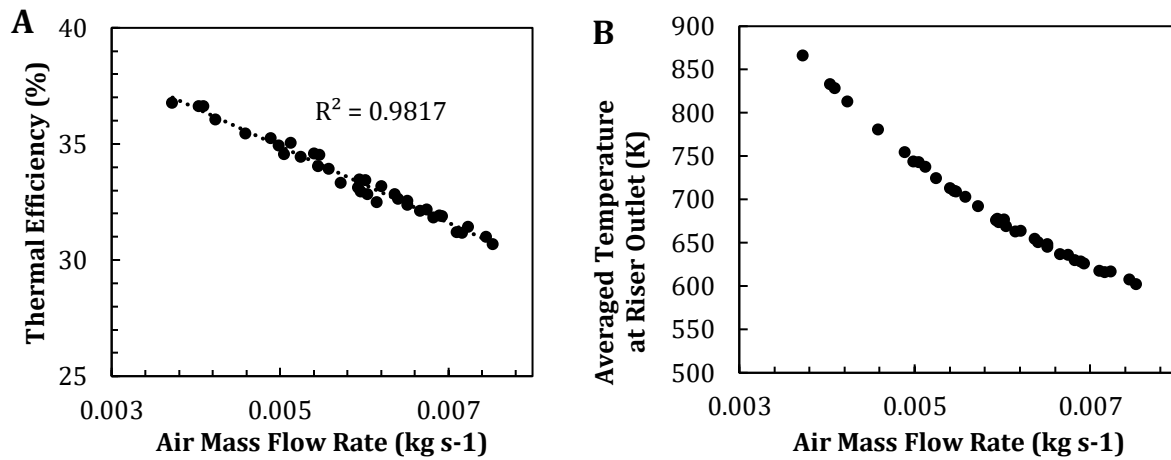 A
Thermal Efficiency (%)
40
35
30
25
R² = 0.9817
0.003
0.005
0.007
Air Mass Flow Rate (kg s-1)
B
Averaged Temperature
at Riser Outlet (K)
900
850
800
750
700
650
600
550
500
0.003
0.005
0.007
Air Mass Flow Rate (kg s-1)